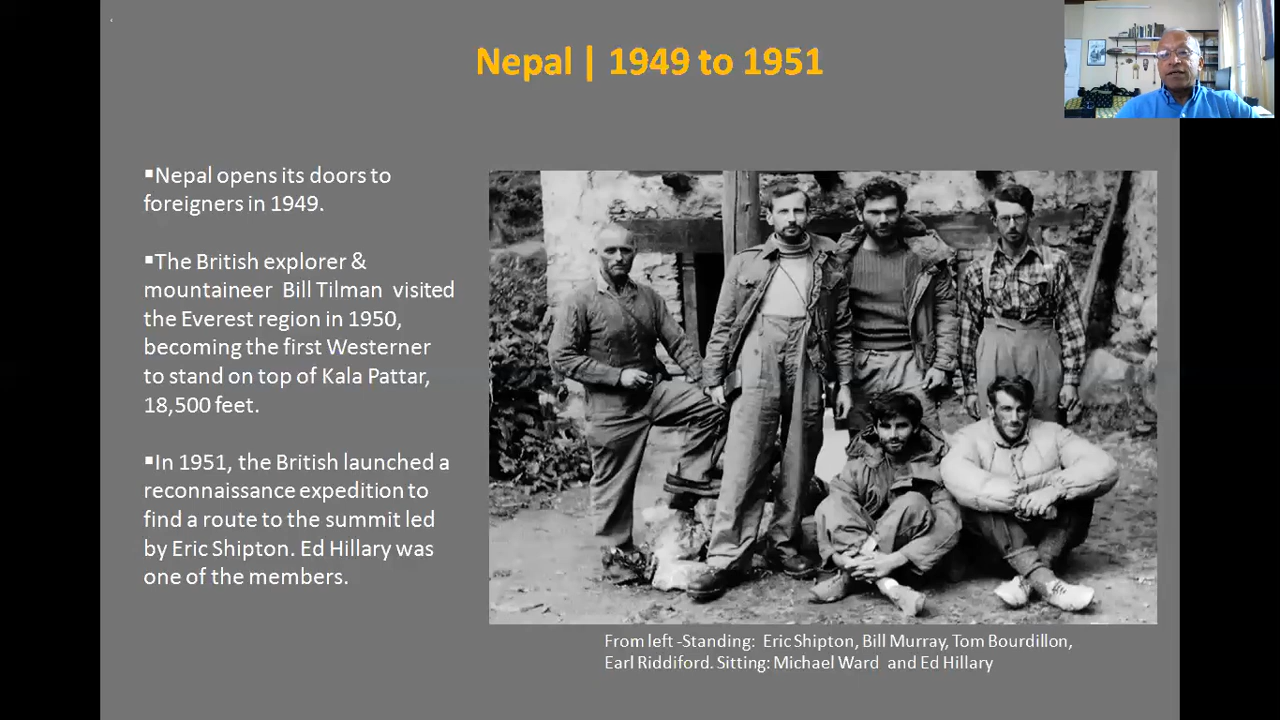 Nepal | 1949 to 1951
▪Nepal opens its doors to
foreigners in 1949.
▪The British explorer &
mountaineer Bill Tilman visited
the Everest region in 1950,
becoming the first Westerner
to stand on top of Kala Pattar,
18,500 feet.
▪In 1951, the British launched a
reconnaissance expedition to
find a route to the summit led
by Eric Shipton. Ed Hillary was
one of the members.
From left -Standing: Eric Shipton, Bill Murray, Tom Bourdillon,
Earl Riddiford. Sitting: Michael Ward and Ed Hillary